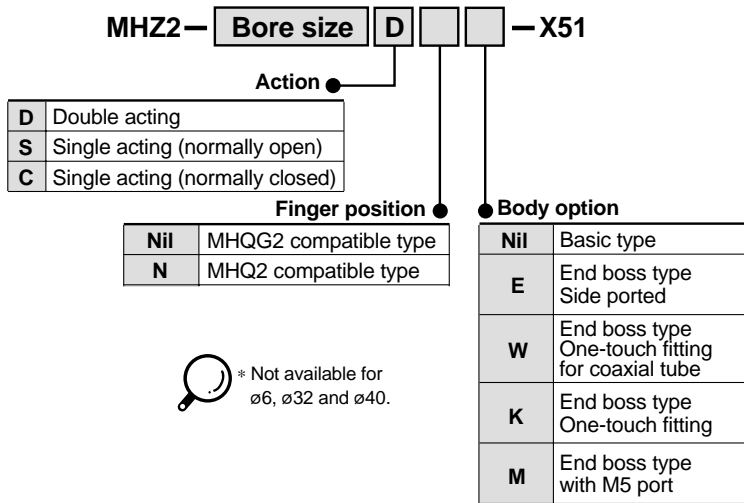 MHZ2— Bore size D — X51
Action
D Double acting
S Single acting (normally open)
C Single acting (normally closed)
Finger position
Nil MHQG2 compatible type
N MHQ2 compatible type
Body option
Nil Basic type
E End boss type
Side ported
W End boss type
One-touch fitting
for coaxial tube
K End boss type
One-touch fitting
M End boss type
with M5 port
* Not available for
ø6, ø32 and ø40.